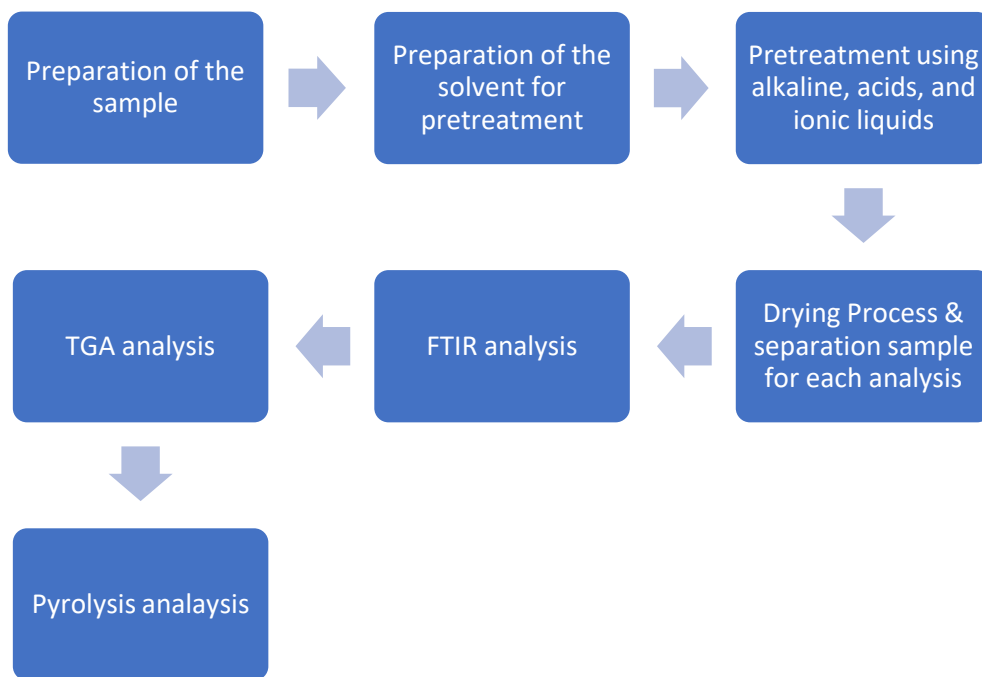 Preparation of the
sample
Preparation of the
solvent for
pretreatment
Pretreatment using
alkaline, acids, and
ionic liquids
Drying Process &
separation sample
for each analysis
FTIR analysis
TGA analysis
Pyrolysis analaysis